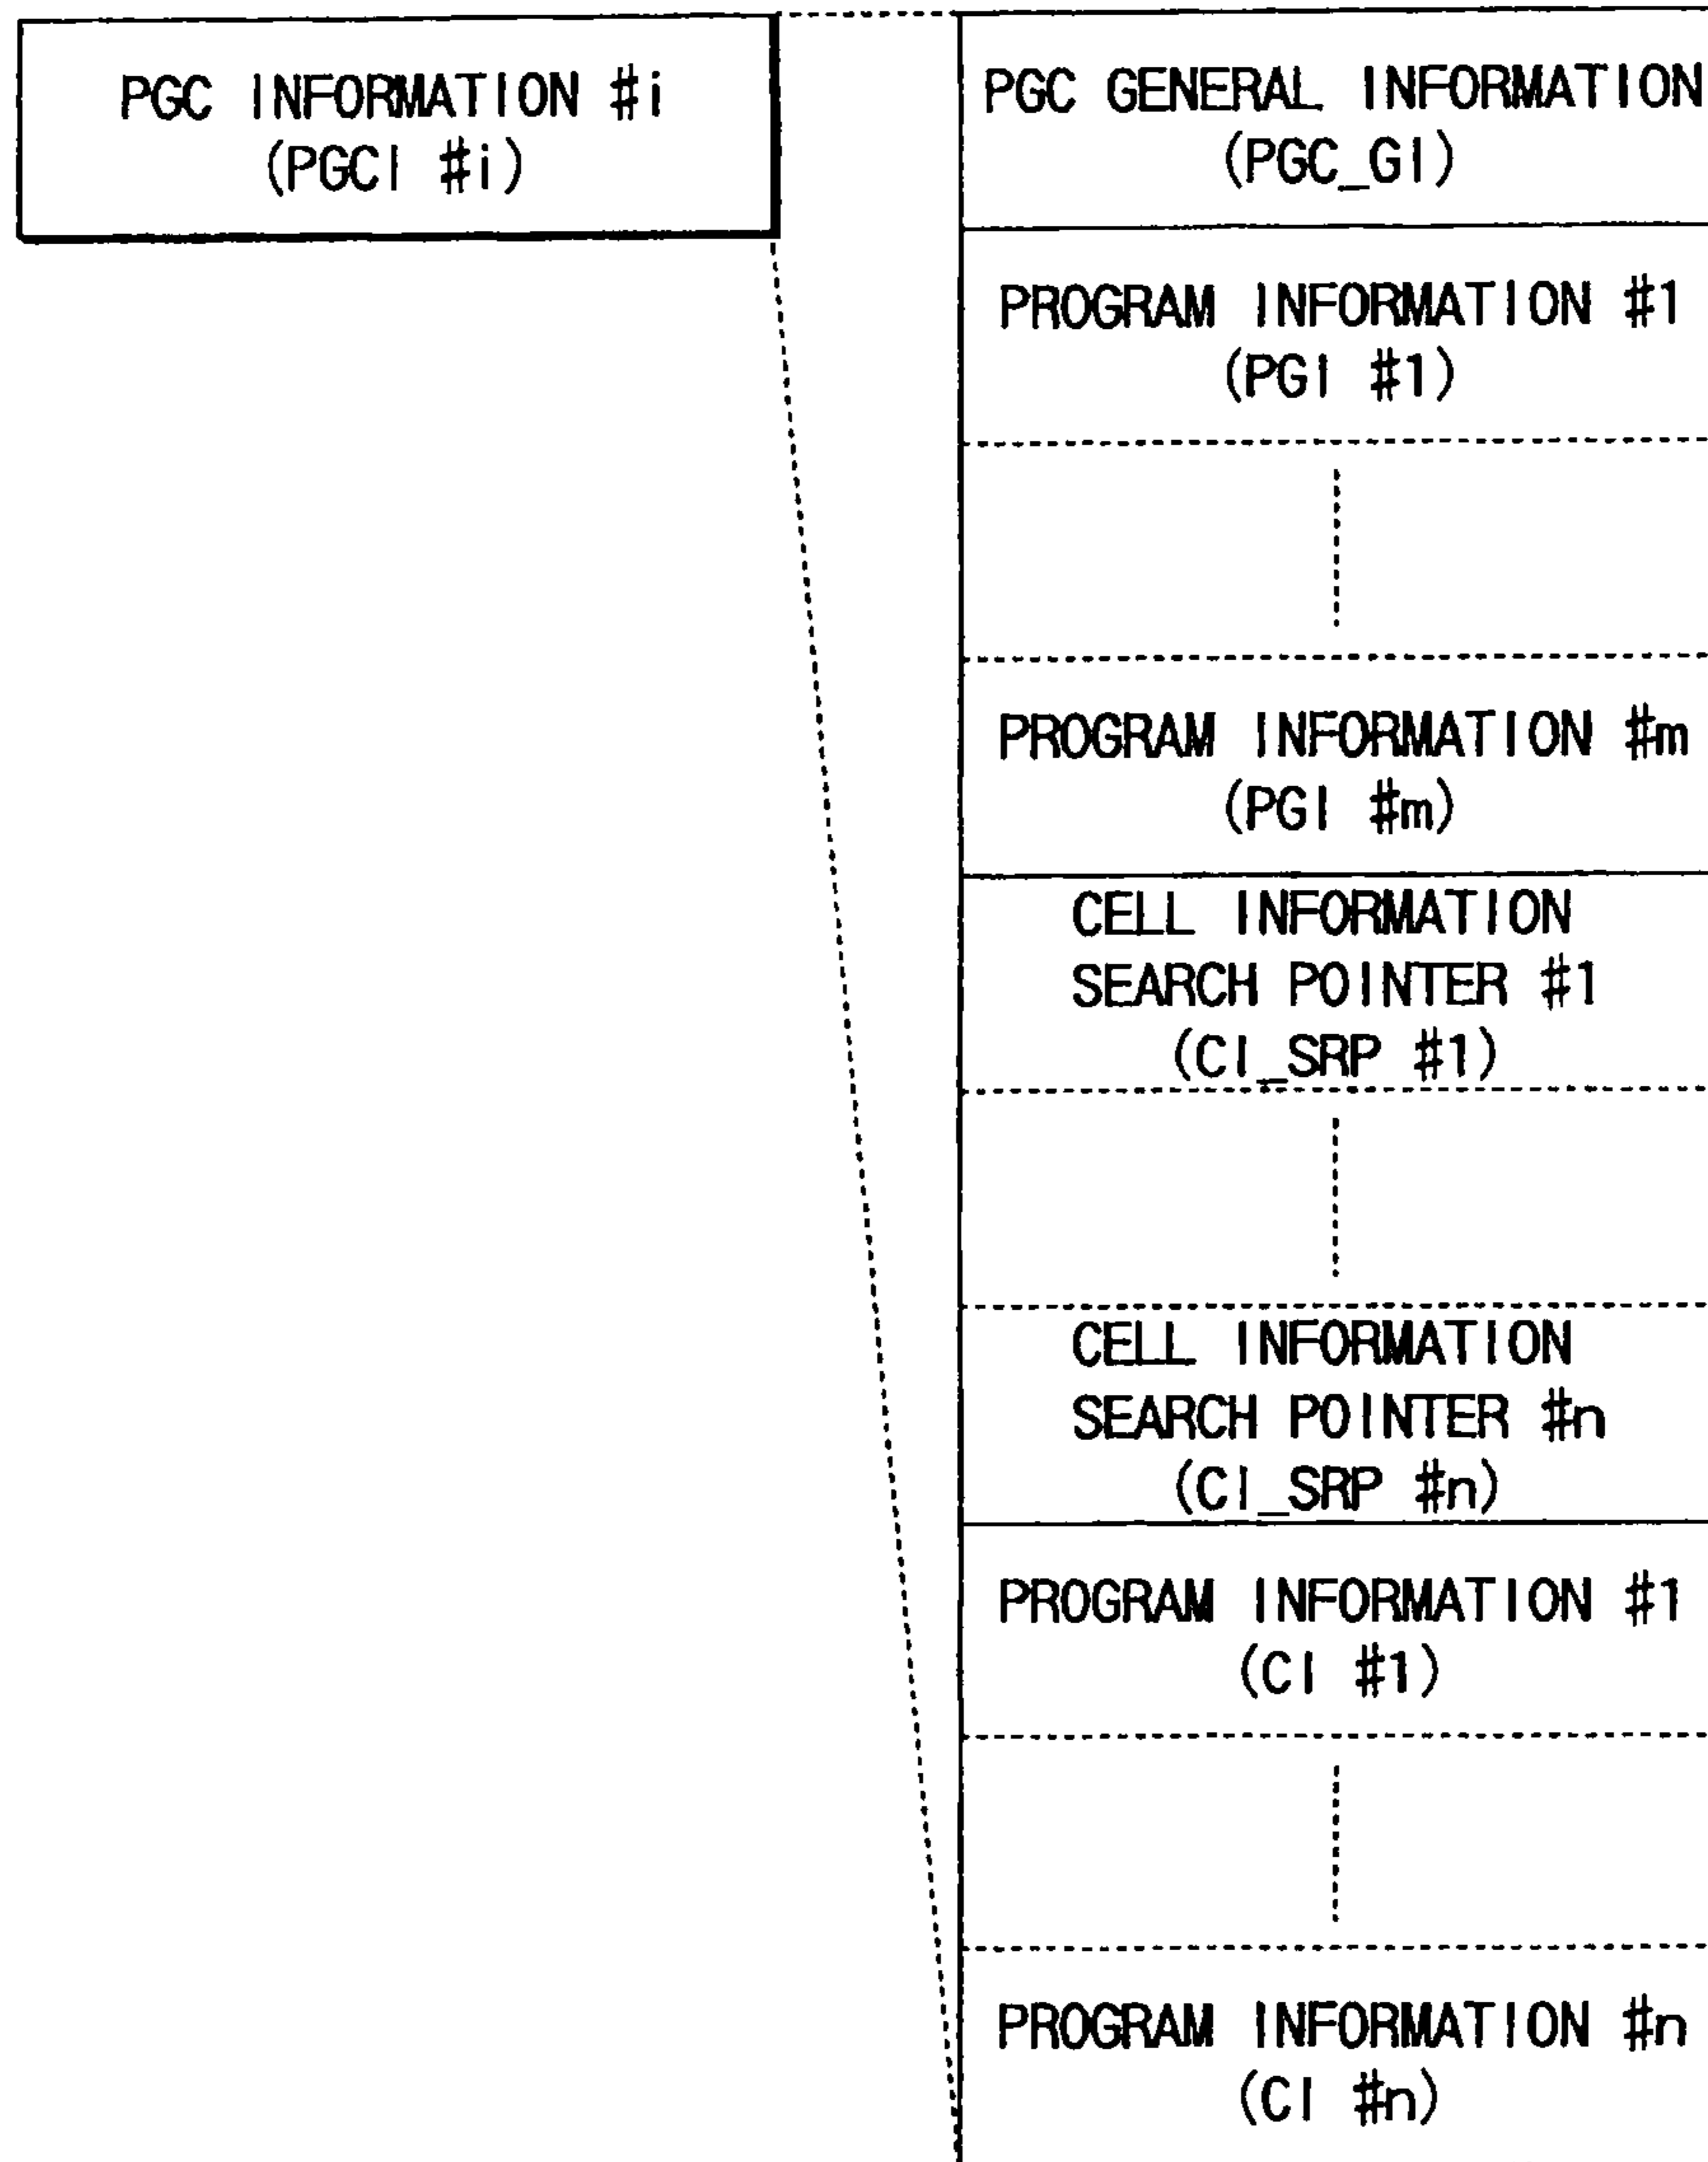 PGC INFORMATION #i
(PGCI #i)
PGC GENERAL INFORMATION
(PGC_GI)
PROGRAM INFORMATION #1
(PGI #1)
PROGRAM INFORMATION #m
(PGI #m)
CELL INFORMATION
SEARCH POINTER #1
(CI_SRP #1)
CELL INFORMATION
SEARCH POINTER #n
(CI_SRP #n)
PROGRAM INFORMATION #1
(CI #1)
PROGRAM INFORMATION #n
(CI #n)